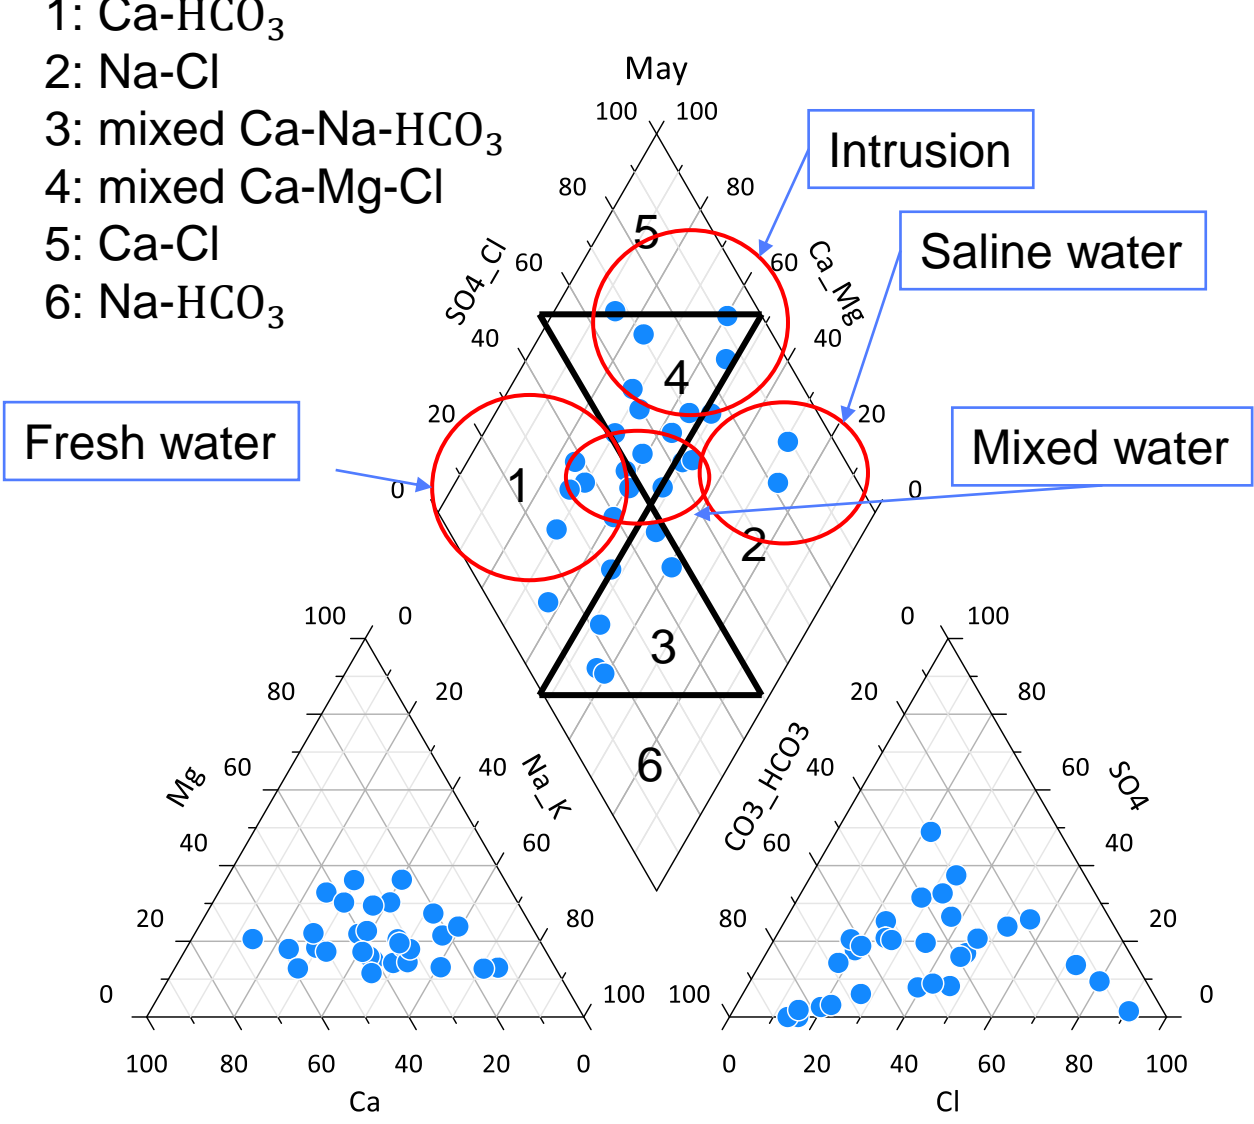 1: Ca-HCO₃
2: Na-Cl
3: mixed Ca-Na-HCO₃
4: mixed Ca-Mg-Cl
5: Ca-Cl
6: Na-HCO₃
May
100 100
Intrusion
80 80
Saline water
5
SO4_Cl
60
60
Ca_Mg
40
40
4
20
20
Fresh water
Mixed water
1
0
0
2
3
6
100 0
0 100
80
20
20
80
Mg
60
40
Na_K
CO3_HCO3
40
60
SO4
40
60
60
40
20
80
80
20
0
100
100
0
100 80 60 40 20 0
0 20 40 60 80 100
Ca
Cl